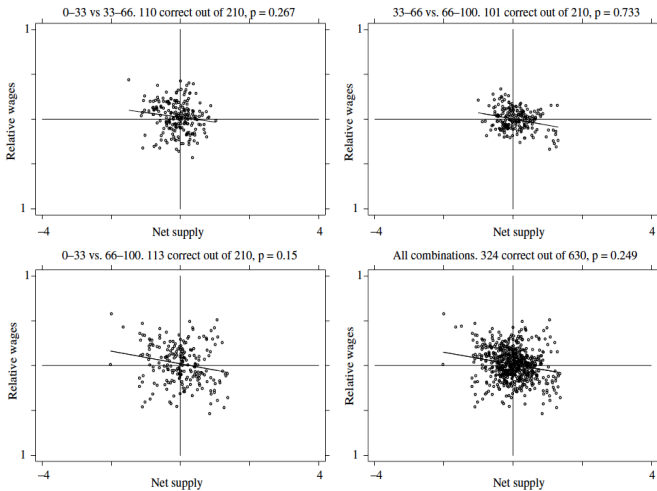 0–33 vs 33–66. 110 correct out of 210, p = 0.267
1
Relative wages
1
–4
Net supply
4
33–66 vs. 66–100. 101 correct out of 210, p = 0.733
1
Relative wages
1
–4
Net supply
4
0–33 vs. 66–100. 113 correct out of 210, p = 0.15
1
Relative wages
1
–4
Net supply
4
All combinations. 324 correct out of 630, p = 0.249
1
Relative wages
1
–4
Net supply
4